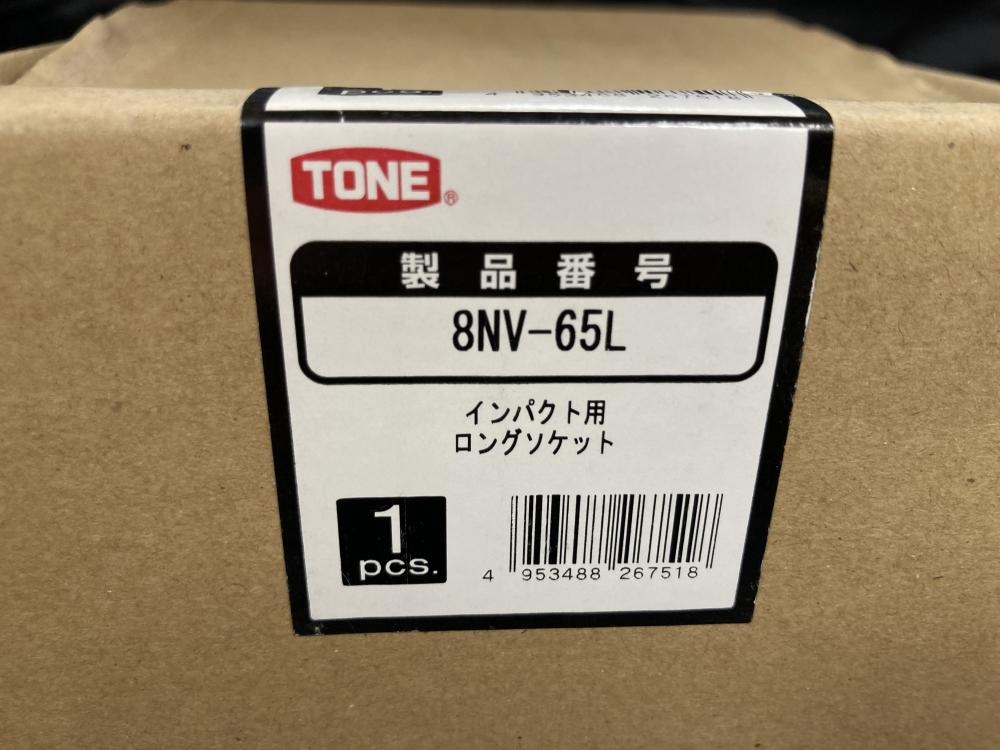 pcs.
TONE®
製品番号
8NV-65L
インパクト用
ロングソケット
1
pcs.
4 953488 267518